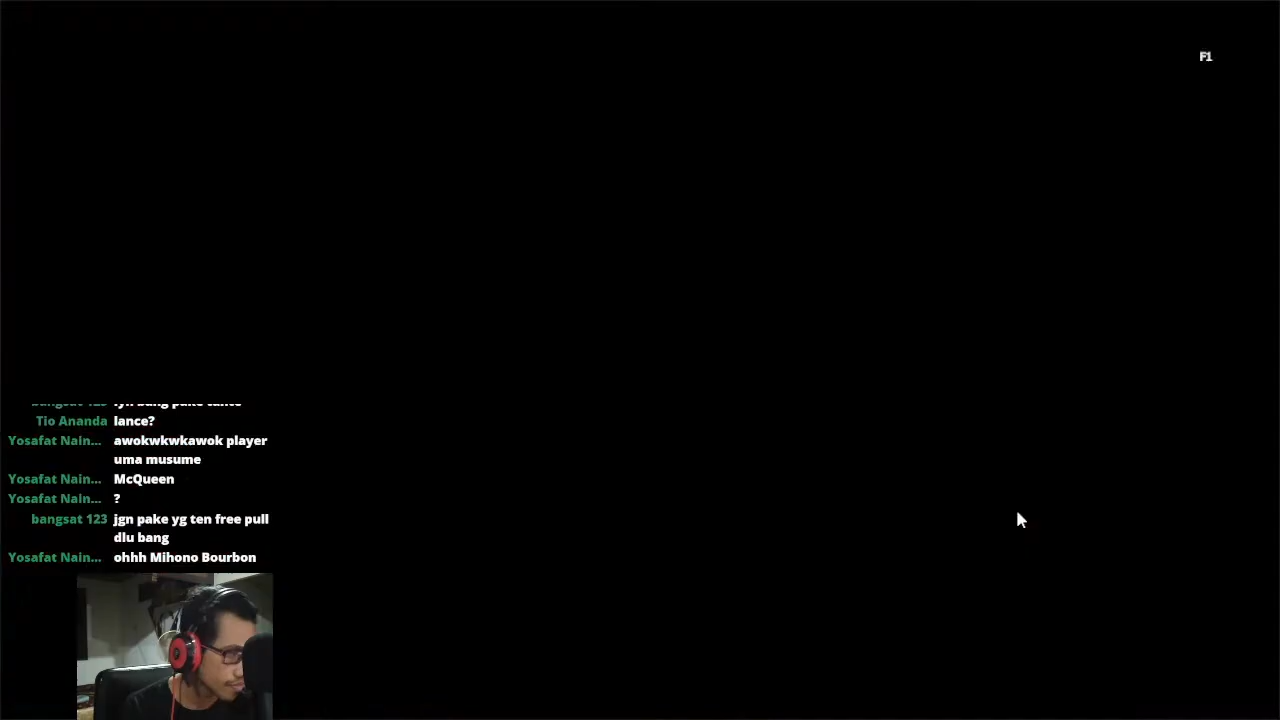 F1
Tio Ananda lance?
Yosafat Nain... awokwkwkawok player
uma musume
Yosafat Nain... McQueen
Yosafat Nain... ?
bangsat 123 jgn pake yg ten free pull
dlu bang
Yosafat Nain... ohhh Mihono Bourbon